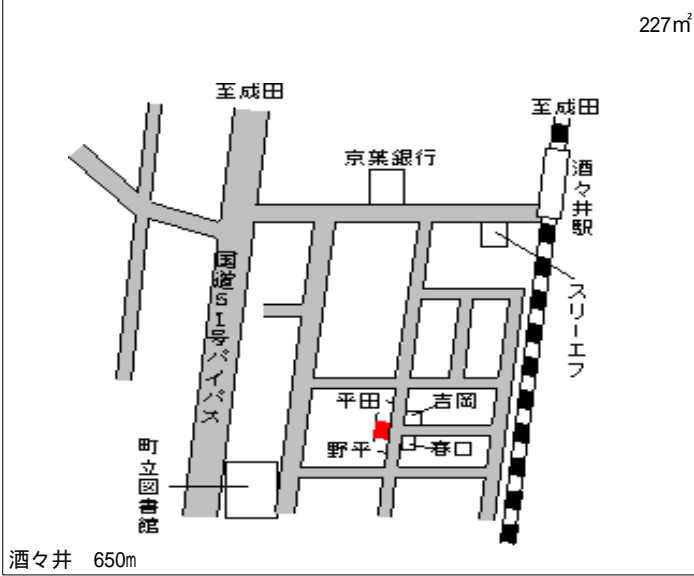 227㎡
至成田
至成田
京葉銀行
酒々井駅
国道51号バイパス
スリーエフ
平田
吉岡
野平
春口
町立図書館
酒々井 650m